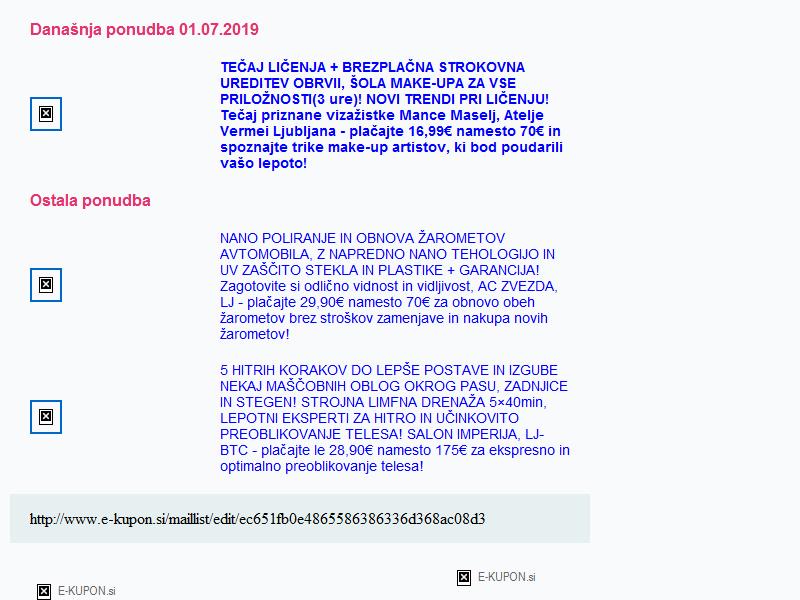 Današnja ponudba 01.07.2019
TEČAJ LIČENJA + BREZPLAČNA STROKOVNA
UREDITEV OBRVII, ŠOLA MAKE-UPA ZA VSE
PRILOŽNOSTI(3 ure)! NOVI TRENDI PRI LIČENJU!
Tečaj priznane vizažistke Mance Maselj, Atelje
Vermei Ljubljana - plačajte 16,99€ namesto 70€ in
spoznajte trike make-up artistov, ki bod poudarili
vašo lepoto!
Ostala ponudba
NANO POLIRANJE IN OBNOVA ŽAROMETOV
AVTOMOBILA, Z NAPREDNO NANO TEHOLOGIJO IN
UV ZAŠČITO STEKLA IN PLASTIKE + GARANCIJA!
Zagotovite si odlično vidnost in vidljivost, AC ZVEZDA,
LJ - plačajte 29,90€ namesto 70€ za obnovo obeh
žarometov brez stroškov zamenjave in nakupa novih
žarometov!
5 HITRIH KORAKOV DO LEPŠE POSTAVE IN IZGUBE
NEKAJ MAŠČOBNIH OBLOG OKROG PASU, ZADNJICE
IN STEGEN! STROJNA LIMFNA DRENAŽA 5×40min,
LEPOTNI EKSPERTI ZA HITRO IN UČINKOVITO
PREOBLIKOVANJE TELESA! SALON IMPERIJA, LJ-
BTC - plačajte le 28,90€ namesto 175€ za ekspresno in
optimalno preoblikovanje telesa!
http://www.e-kupon.si/maillist/edit/ec651fb0e4865586386336d368ac08d3
E-KUPON.si
E-KUPON.si